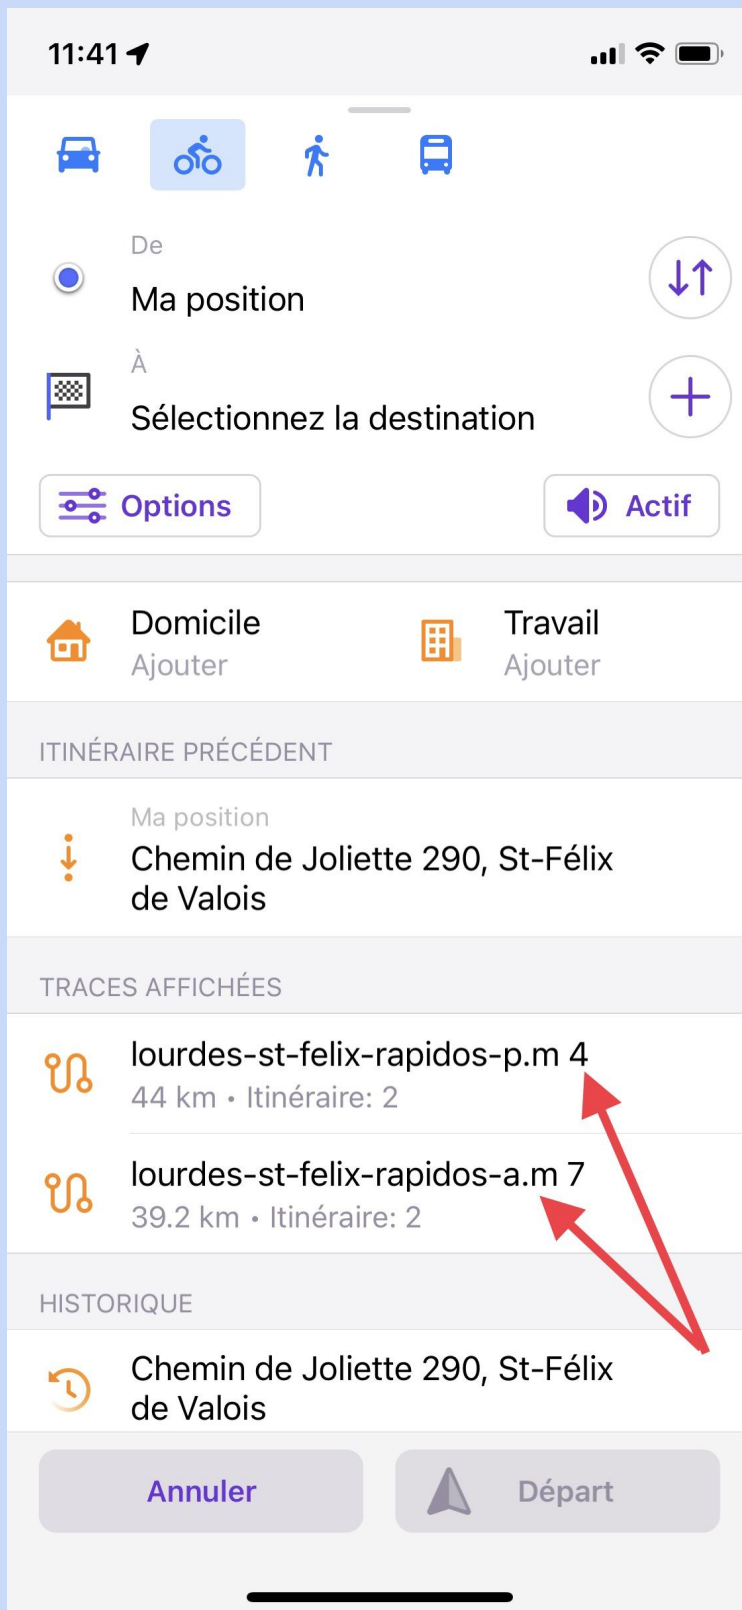 11:41
De
Ma position
À
Sélectionnez la destination
Options
Actif
Domicile
Ajouter
Travail
Ajouter
ITINÉRAIRE PRÉCÉDENT
Ma position
Chemin de Joliette 290, St-Félix
de Valois
TRACES AFFICHÉES
lourdes-st-felix-rapidos-p.m 4
44 km • Itinéraire: 2
lourdes-st-felix-rapidos-a.m 7
39.2 km • Itinéraire: 2
HISTORIQUE
Chemin de Joliette 290, St-Félix
de Valois
Annuler
Départ